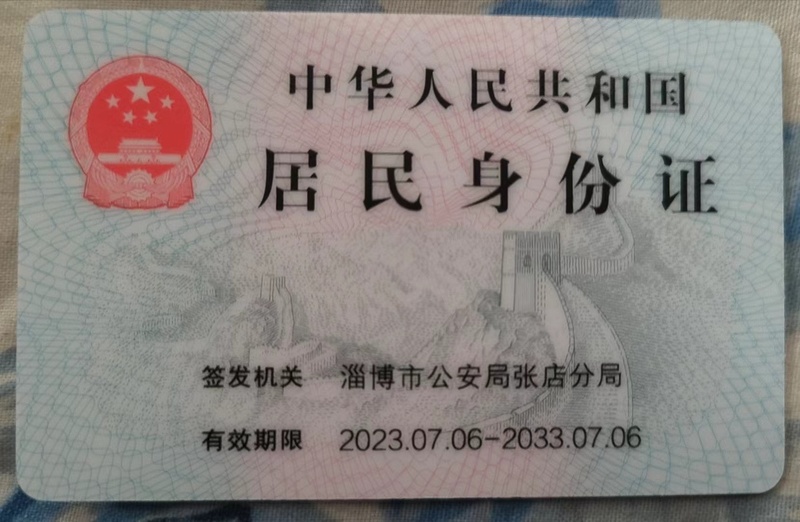 中华人民共和国
居民身份证
签发机关 淄博市公安局张店分局
有效期限 2023.07.06-2033.07.06